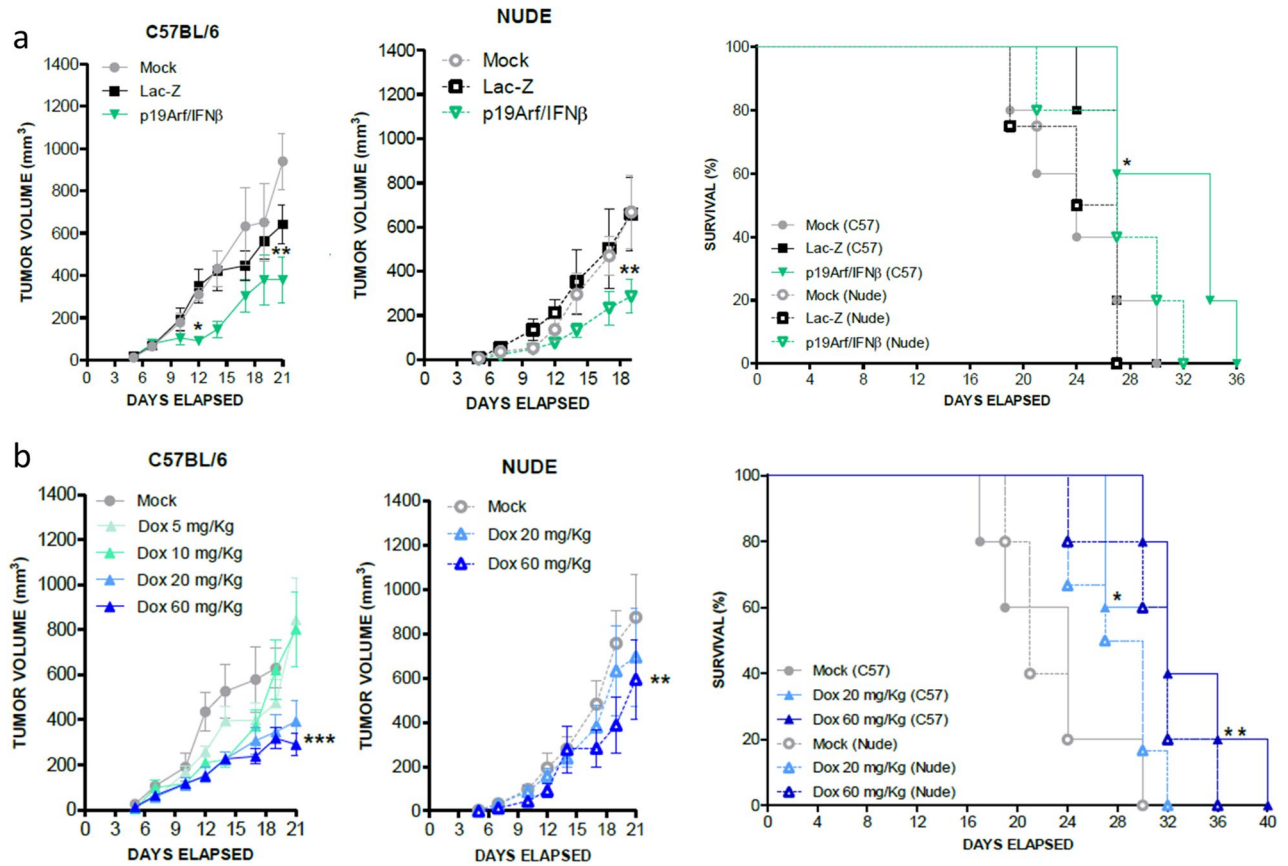 a
C57BL/6
Mock
Lac-Z
p19Arf/IFNβ
TUMOR VOLUME (mm³)
1400
1200
1000
800
600
400
200
0
*
**
0 3 6 9 12 15 18 21
DAYS ELAPSED
NUDE
Mock
Lac-Z
p19Arf/IFNβ
TUMOR VOLUME (mm³)
1400
1200
1000
800
600
400
200
0
**
0 3 6 9 12 15 18
DAYS ELAPSED
SURVIVAL (%)
100
80
60
40
20
0
*
Mock (C57)
Lac-Z (C57)
p19Arf/IFNβ (C57)
Mock (Nude)
Lac-Z (Nude)
p19Arf/IFNβ (Nude)
0 4 8 12 16 20 24 28 32 36
DAYS ELAPSED
b
C57BL/6
Mock
Dox 5 mg/Kg
Dox 10 mg/Kg
Dox 20 mg/Kg
Dox 60 mg/Kg
TUMOR VOLUME (mm³)
1400
1200
1000
800
600
400
200
0
***
0 3 6 9 12 15 18 21
DAYS ELAPSED
NUDE
Mock
Dox 20 mg/Kg
Dox 60 mg/Kg
TUMOR VOLUME (mm³)
1400
1200
1000
800
600
400
200
0
**
0 3 6 9 12 15 18 21
DAYS ELAPSED
SURVIVAL (%)
100
80
60
40
20
0
*
**
Mock (C57)
Dox 20 mg/Kg (C57)
Dox 60 mg/Kg (C57)
Mock (Nude)
Dox 20 mg/Kg (Nude)
Dox 60 mg/Kg (Nude)
0 4 8 12 16 20 24 28 32 36 40
DAYS ELAPSED